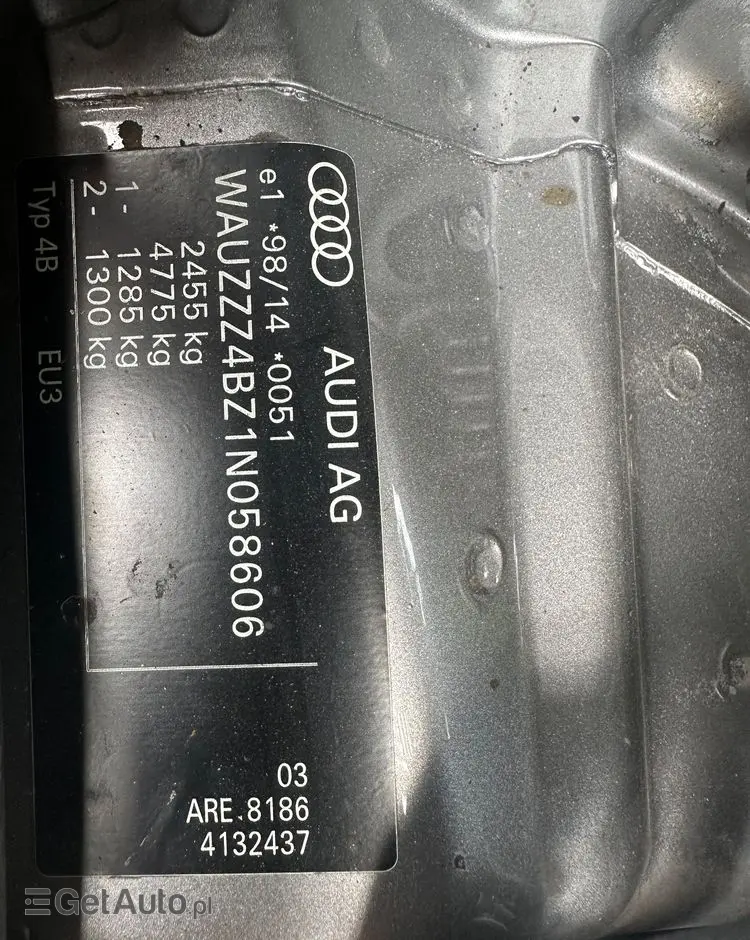 AUDI AG
e1 *98/14 *0051
WAUZZZ4BZ1N058606
2455 kg
4775 kg
1 - 1285 kg
2 - 1300 kg
Typ 4B EU3
03
ARE.8186
4132437
GetAuto.pl